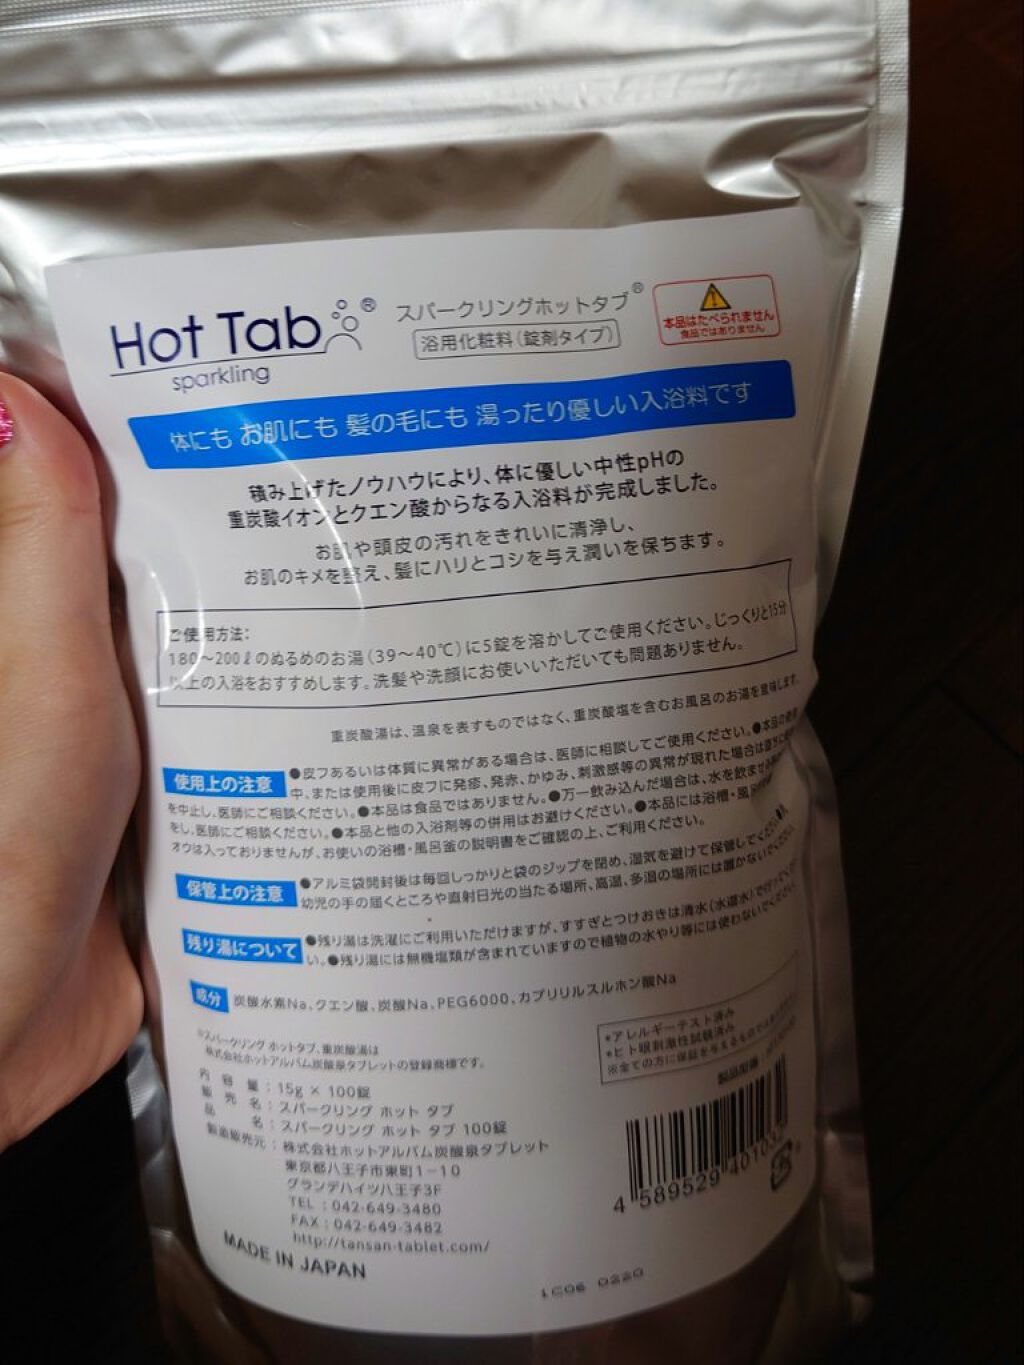 Hot Tab®
sparkling
スパークリングホットタブ®
浴用化粧料(錠剤タイプ)
本品はたべられません
食品ではありません
体にも お肌にも 髪の毛にも 湯ったり優しい入浴料です
積み上げたノウハウにより、体に優しい中性pHの
重炭酸イオンとクエン酸からなる入浴料が完成しました。
お肌や頭皮の汚れをきれいに清浄し、
お肌のキメを整え、髪にハリとコシを与え潤いを保ちます。
ご使用方法:
180〜200ℓのぬるめのお湯(39〜40℃)に5錠を溶かしてご使用ください。じっくりと15分
以上の入浴をおすすめします。洗髪や洗顔にお使いいただいても問題ありません。
重炭酸湯は、温泉を表すものではなく、重炭酸塩を含むお風呂のお湯を意味します。
使用上の注意
●皮フあるいは体質に異常がある場合は、医師に相談してご使用ください。●本品の使用
中、または使用後に皮フに発疹、発赤、かゆみ、刺激感等の異常が現れた場合は直ちに
を中止し、医師にご相談ください。●本品は食品ではありません。●万一飲み込んだ場合は、水を飲ませる
をし、医師にご相談ください。●本品と他の入浴剤等の併用はお避けください。●本品には浴槽・風呂
オウは入っておりませんが、お使いの浴槽・風呂釜の説明書をご確認の上、ご利用ください。
保管上の注意
●アルミ袋開封後は毎回しっかりと袋のジップを閉め、湿気を避けて保管してください。
幼児の手の届くところや直射日光の当たる場所、高温、多湿の場所には置かないでください。
残り湯について
●残り湯は洗濯にご利用いただけますが、すすぎとつけおきは清水(水道水)で行ってくださ
い。●残り湯には無機塩類が含まれていますので植物の水やり等には使わないでください。
成分
炭酸水素Na、クエン酸、炭酸Na、PEG6000、カプリリルスルホン酸Na
※スパークリング ホットタブ、重炭酸湯は
株式会社ホットアルバム炭酸泉タブレットの登録商標です。
*アレルギーテスト済み
*ヒト眼刺激性試験済み
内容量:15g × 100錠
販売名:スパークリング ホット タブ
品名:スパークリング ホット タブ 100錠
製造販売元:株式会社ホットアルバム炭酸泉タブレット
東京都八王子市東町1-10
グランデハイツ八王子3F
TEL:042-649-3480
FAX:042-649-3482
http://tansan-tablet.com/
MADE IN JAPAN
4 589529 4010
1C06 0220